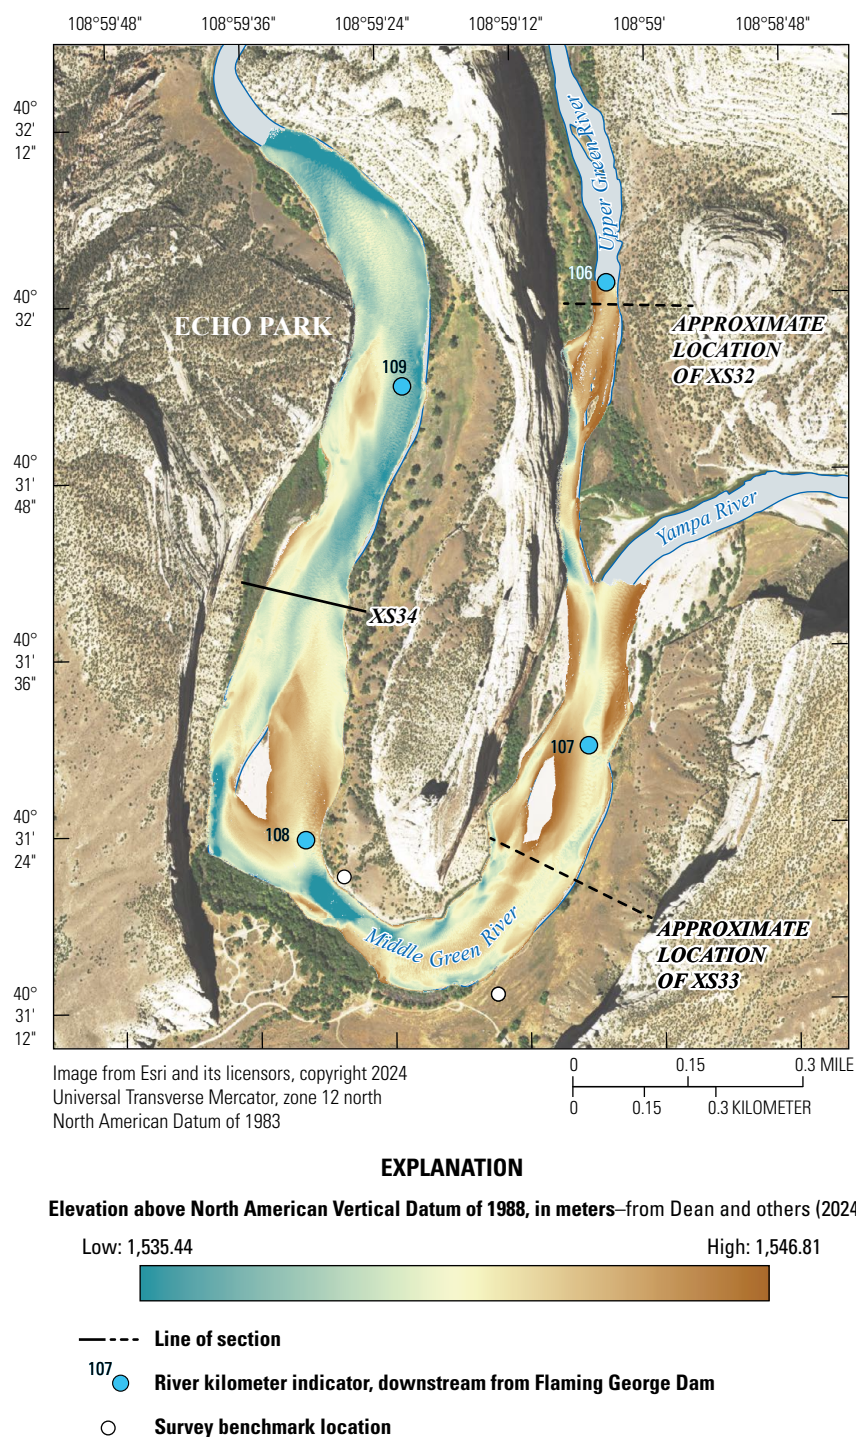 108°59'48" 108°59'36" 108°59'24" 108°59'12" 108°59' 108°58'48"
40°
32'
12"
40°
32'
40°
31'
48"
40°
31'
36"
40°
31'
24"
40°
31'
12"
Upper Green River
106
APPROXIMATE
LOCATION
OF XS32
ECHO PARK
109
Yampa River
XS34
107
108
Middle Green River
APPROXIMATE
LOCATION
OF XS33
Image from Esri and its licensors, copyright 2024
Universal Transverse Mercator, zone 12 north
North American Datum of 1983
0 0.15 0.3 MILE
0 0.15 0.3 KILOMETER
EXPLANATION
Elevation above North American Vertical Datum of 1988, in meters–from Dean and others (2024
Low: 1,535.44 High: 1,546.81
Line of section
107
River kilometer indicator, downstream from Flaming George Dam
Survey benchmark location